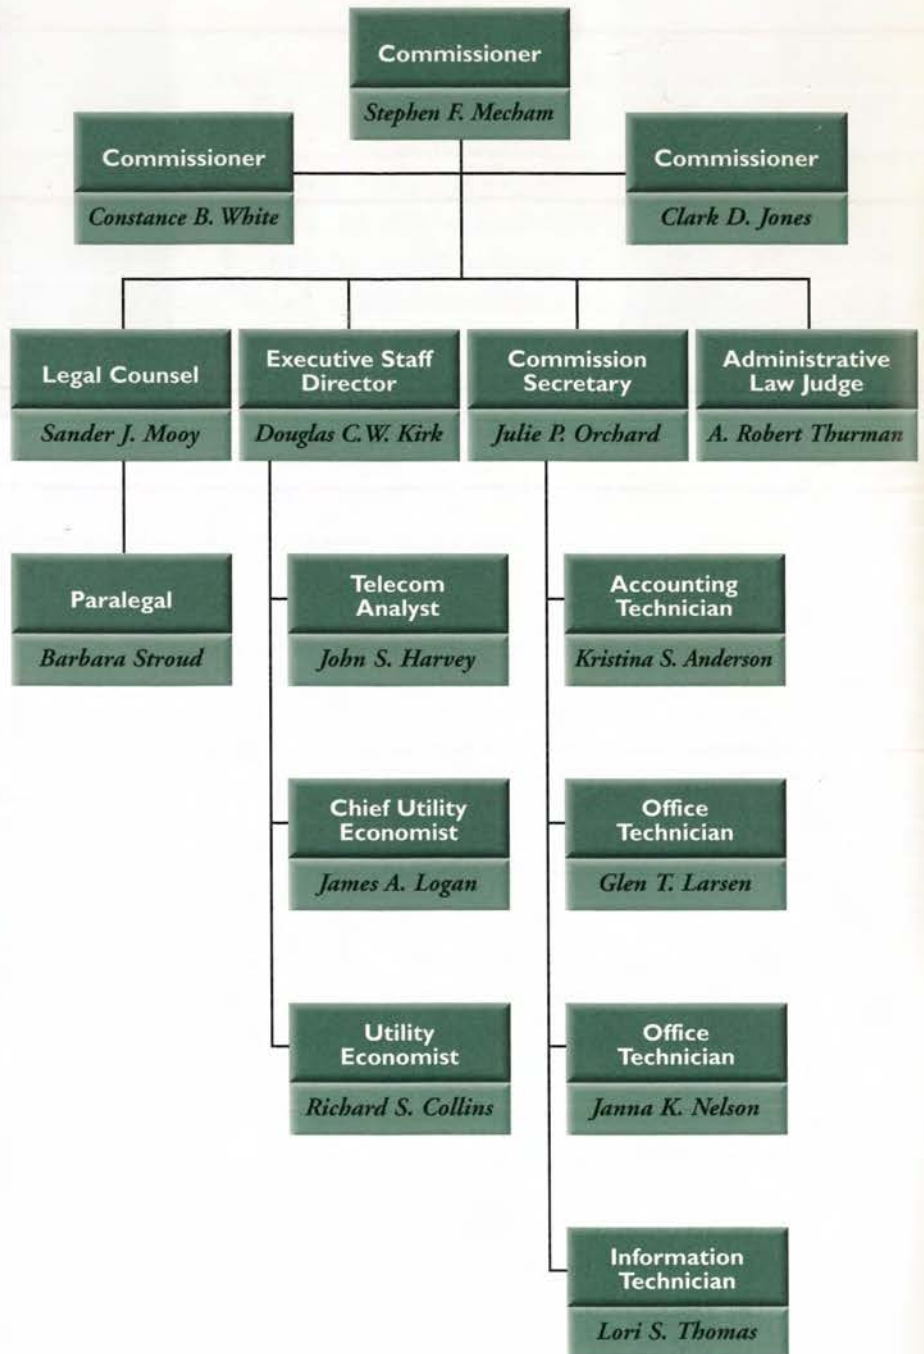 Commissioner
Stephen F. Mecham
Commissioner
Constance B. White
Commissioner
Clark D. Jones
Legal Counsel
Sander J. Mooy
Executive Staff
Director
Douglas C.W. Kirk
Commission
Secretary
Julie P. Orchard
Administrative
Law Judge
A. Robert Thurman
Paralegal
Barbara Stroud
Telecom
Analyst
John S. Harvey
Accounting
Technician
Kristina S. Anderson
Chief Utility
Economist
James A. Logan
Office
Technician
Glen T. Larsen
Utility
Economist
Richard S. Collins
Office
Technician
Janna K. Nelson
Information
Technician
Lori S. Thomas